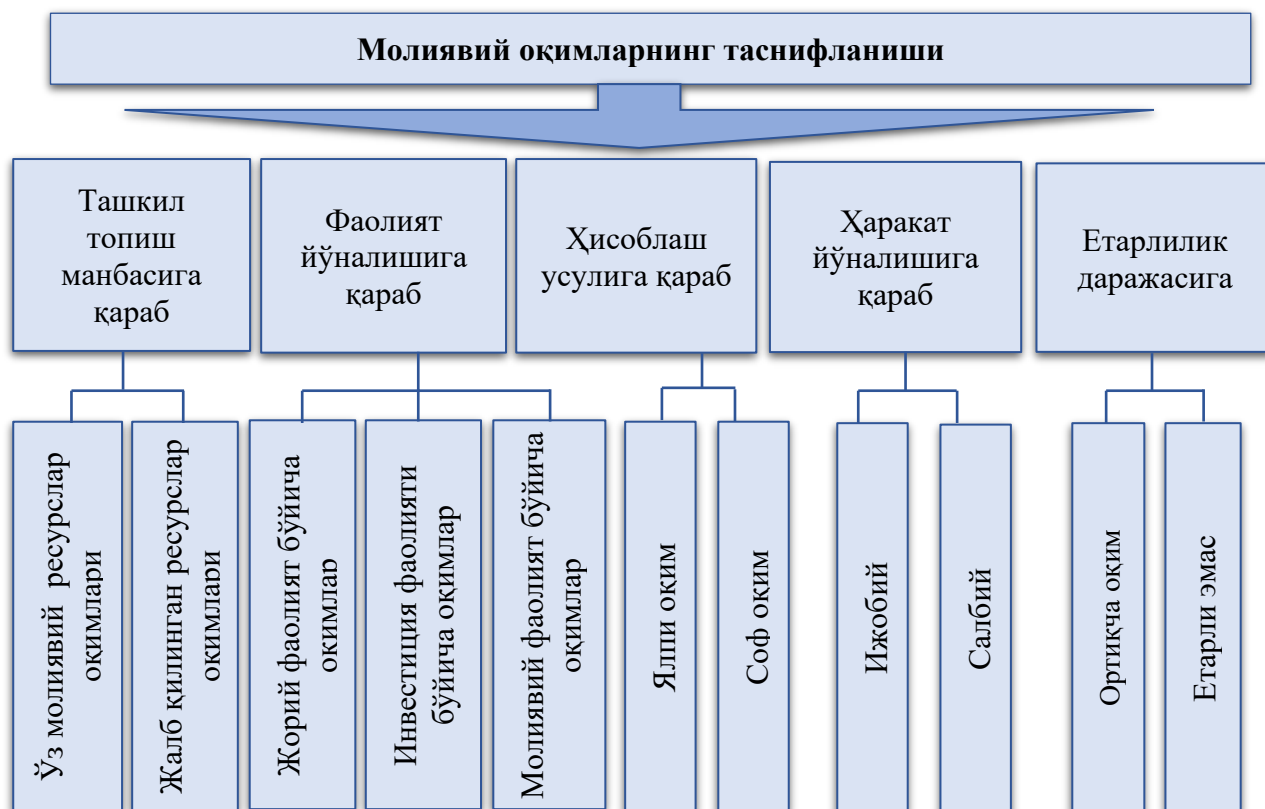 Молиявий оқимларнинг таснифланиши
Ташкил
топиш
манбасига
қараб
Фаолият
йўналишига
қараб
Ҳисоблаш
усулига қараб
Ҳаракат
йўналишига
қараб
Етарлилик
даражасига
Ўз молиявий ресурслар
оқимлари
Жалб қилинган ресурслар
оқимлари
Жорий фаолият бўйича
оқимлар
Инвестиция фаолияти
бўйича оқимлар
Молиявий фаолият бўйича
оқимлар
Ялпи оқим
Соф оқим
Ижобий
Салбий
Ортиқча оқим
Етарли эмас